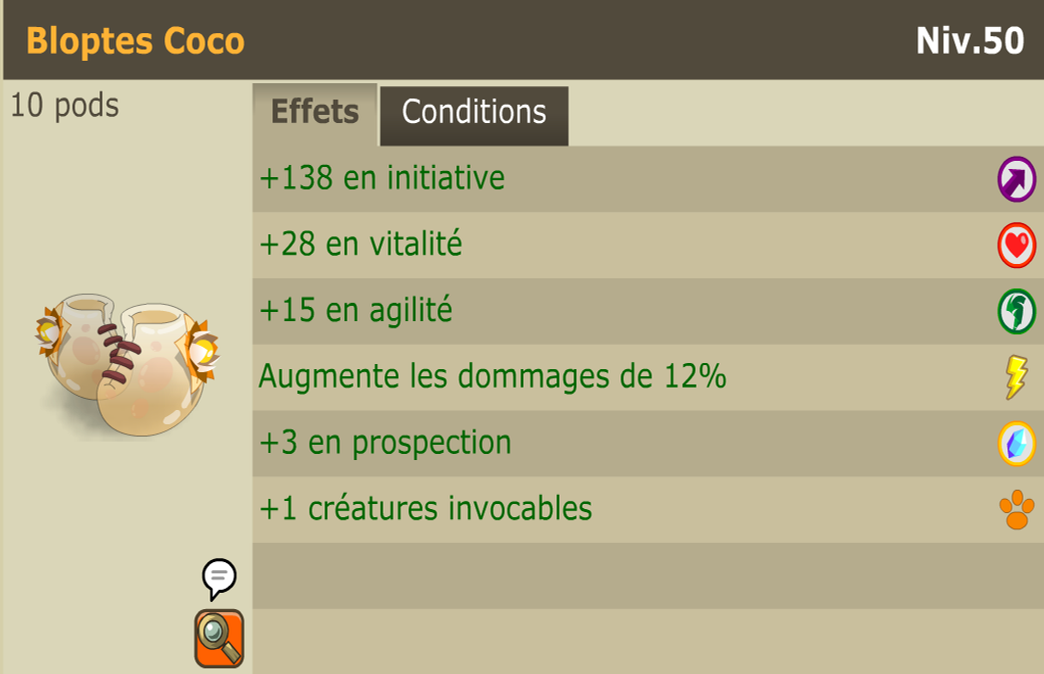 Bloptes Coco
Niv.50
10 pods
Effets
Conditions
+138 en initiative
+28 en vitalité
+15 en agilité
Augmente les dommages de 12%
+3 en prospection
+1 créatures invocables